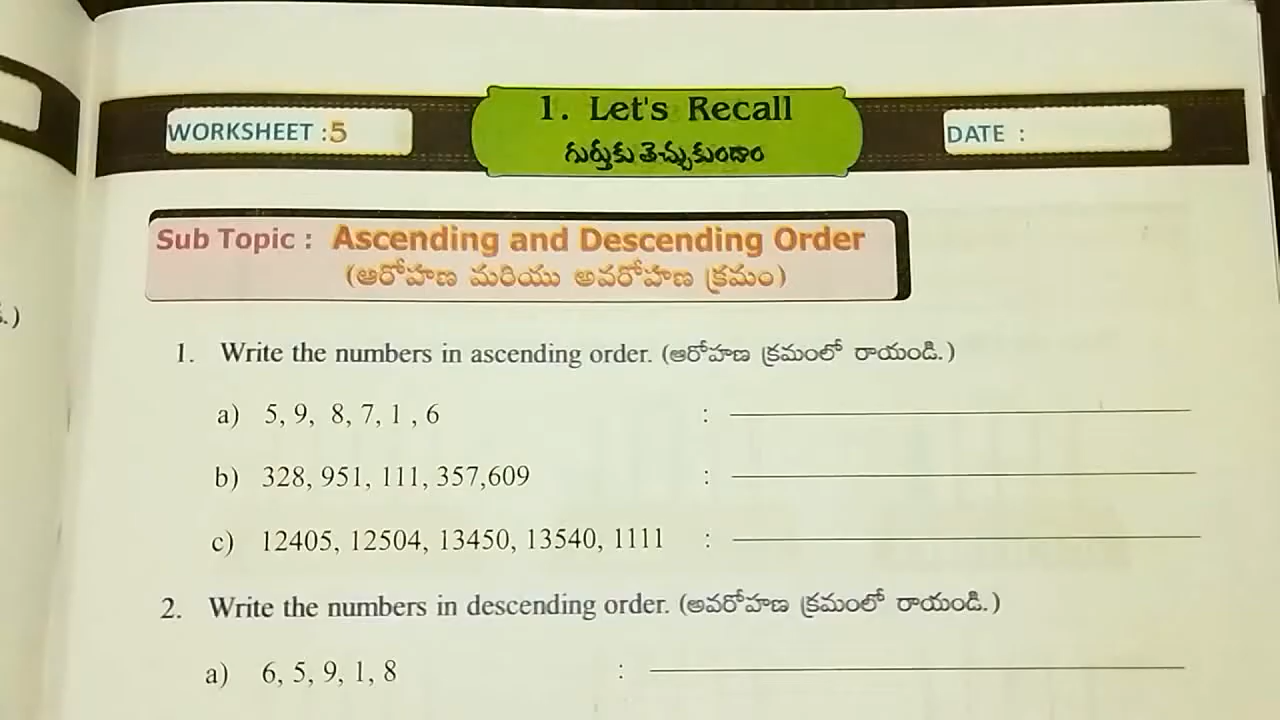 WORKSHEET :5
1. Let's Recall
గుర్తుకు తెచ్చుకుందాం
DATE :
Sub Topic : Ascending and Descending Order
(ఆరోహణ మరియు అవరోహణ క్రమం)
.)
1. Write the numbers in ascending order. (ఆరోహణ క్రమంలో రాయండి.)
a) 5, 9, 8, 7, 1 , 6 :
b) 328, 951, 111, 357,609 :
c) 12405, 12504, 13450, 13540, 1111 :
2. Write the numbers in descending order. (అవరోహణ క్రమంలో రాయండి.)
a) 6, 5, 9, 1, 8 :